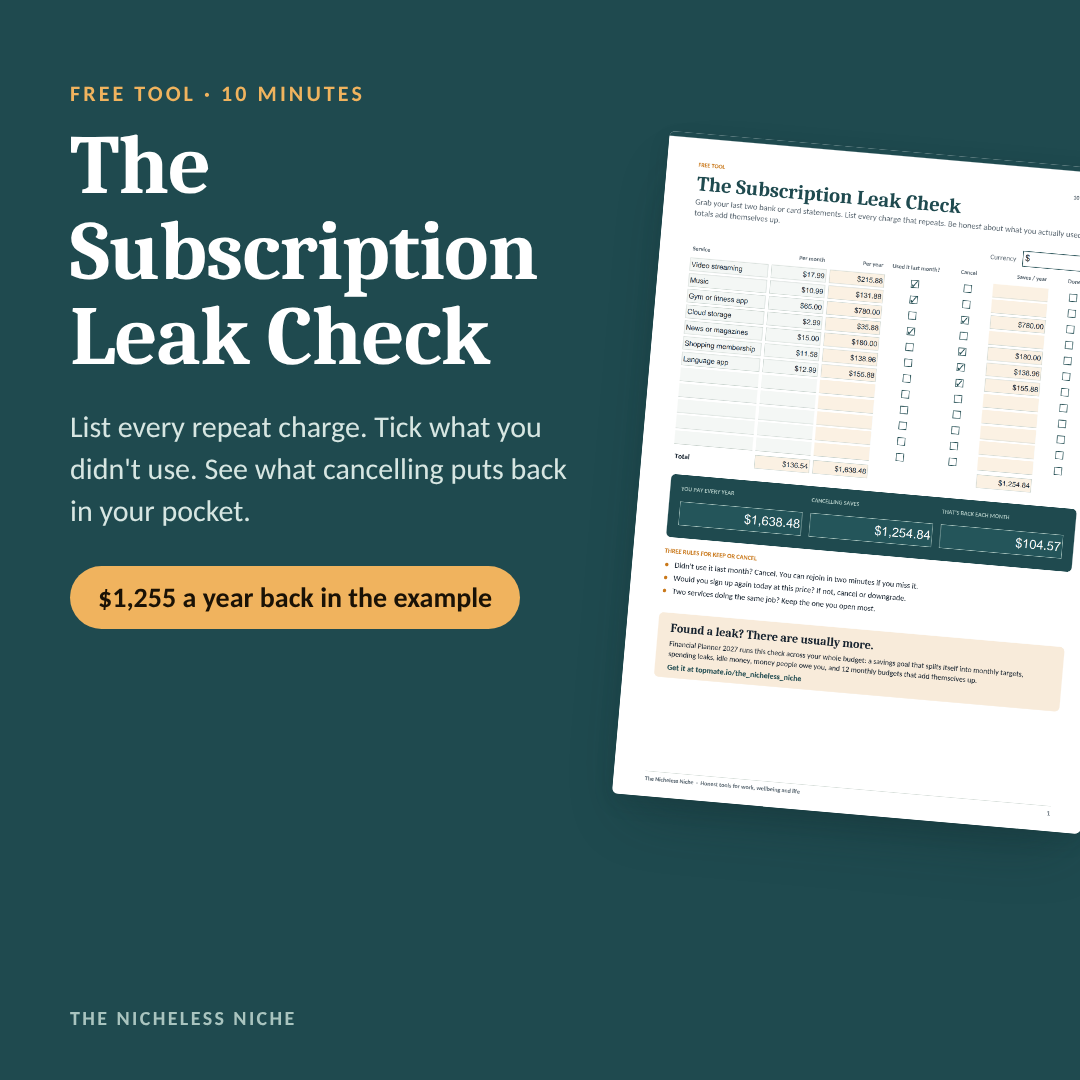 FREE TOOL · 10 MINUTES
The
Subscription
Leak Check
List every repeat charge. Tick what you
didn't use. See what cancelling puts back
in your pocket.
$1,255 a year back in the example
THE NICHELESS NICHE
FREE TOOL
10
The Subscription Leak Check
Grab your last two bank or card statements. List every charge that repeats. Be honest about what you actually used
totals add themselves up.
Currency $
Service Per month Per year Used it last month? Cancel Saves / year
Video streaming $17.99 $215.88
Music $10.99 $131.88
Gym or fitness app $65.00 $780.00 $780.00
Cloud storage $2.99 $35.88
News or magazines $15.00 $180.00 $180.00
Shopping membership $11.58 $138.96 $138.96
Language app $12.99 $155.88 $155.88
Total $136.54 $1,638.48 $1,254.84
YOU PAY EVERY YEAR CANCELLING SAVES THAT'S BACK EACH MONTH
$1,638.48 $1,254.84 $104.57
THREE RULES FOR KEEP OR CANCEL
• Didn't use it last month? Cancel. You can rejoin in two minutes if you miss it.
• Would you sign up again today at this price? If not, cancel or downgrade.
• Two services doing the same job? Keep the one you open most.
Found a leak? There are usually more.
Financial Planner 2027 runs this check across your whole budget: a savings goal that splits itself into monthly targets,
spending leaks, idle money, money people owe you, and 12 monthly budgets that add themselves up.
Get it at topmate.io/the_nicheless_niche
The Nicheless Niche · Honest tools for work, wellbeing and life
1